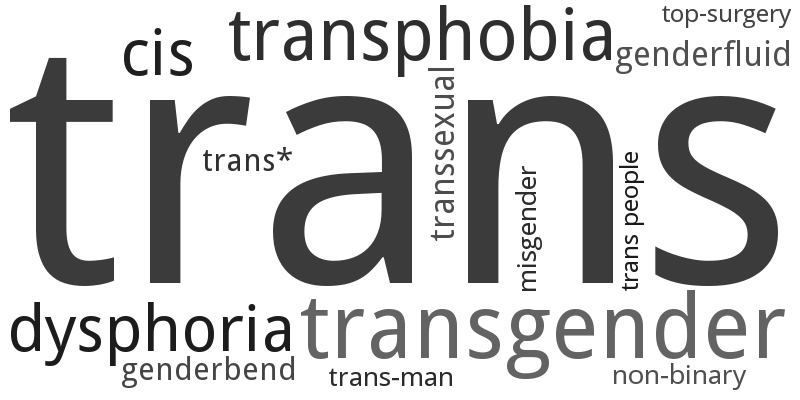 top-surgery
cis
transphobia
genderfluid
trans
trans*
transsexual
misgender
trans people
dysphoria
transgender
genderbend
trans-man
non-binary